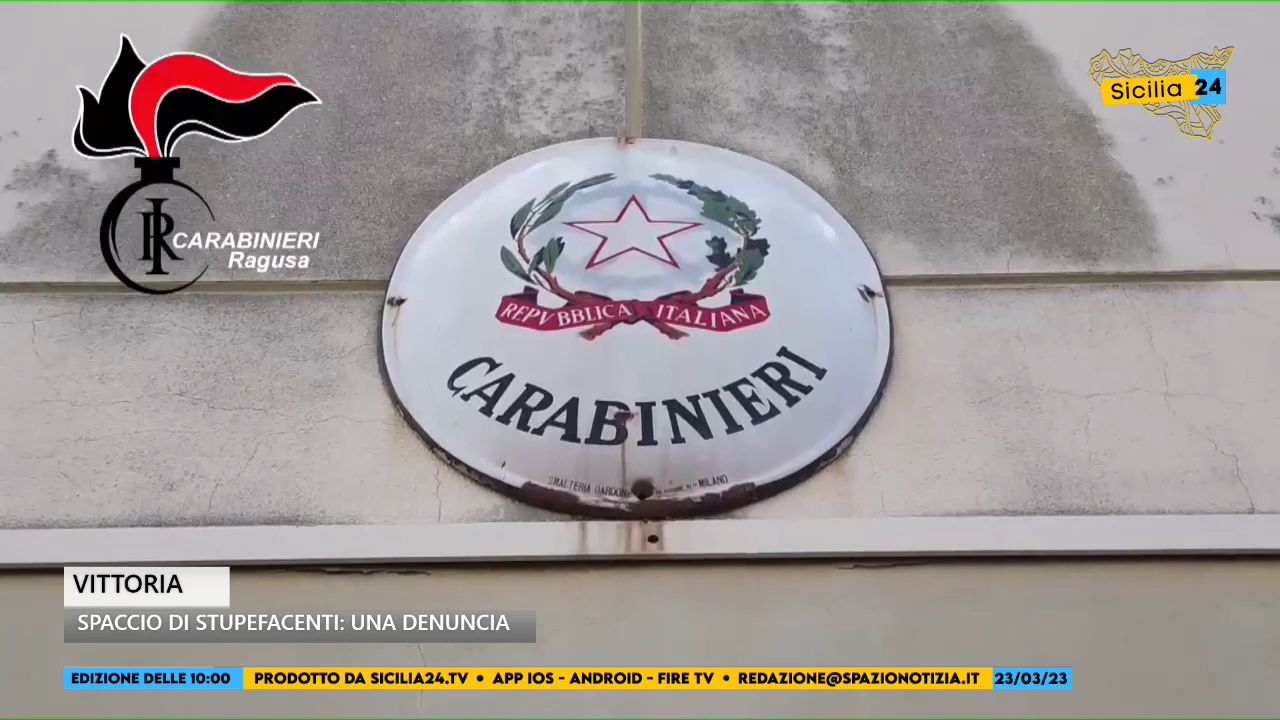 CARABINIERI
Ragusa
Sicilia 24
REPVBBLICA ITALIANA
CARABINIERI
SMALTERIA
MILANO
VITTORIA
SPACCIO DI STUPEFACENTI: UNA DENUNCIA
EDIZIONE DELLE 10:00 PRODOTTO DA SICILIA24.TV • APP IOS - ANDROID - FIRE TV • REDAZIONE@SPAZIONOTIZIA.IT 23/03/23